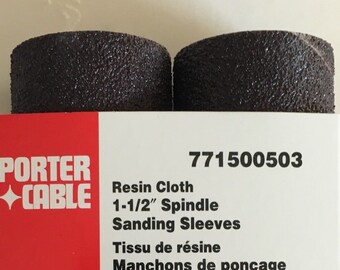 PORTER
CABLE
771500503
Resin Cloth
1-1/2″ Spindle
Sanding Sleeves
Tissu de résine
Manchons de ponçage